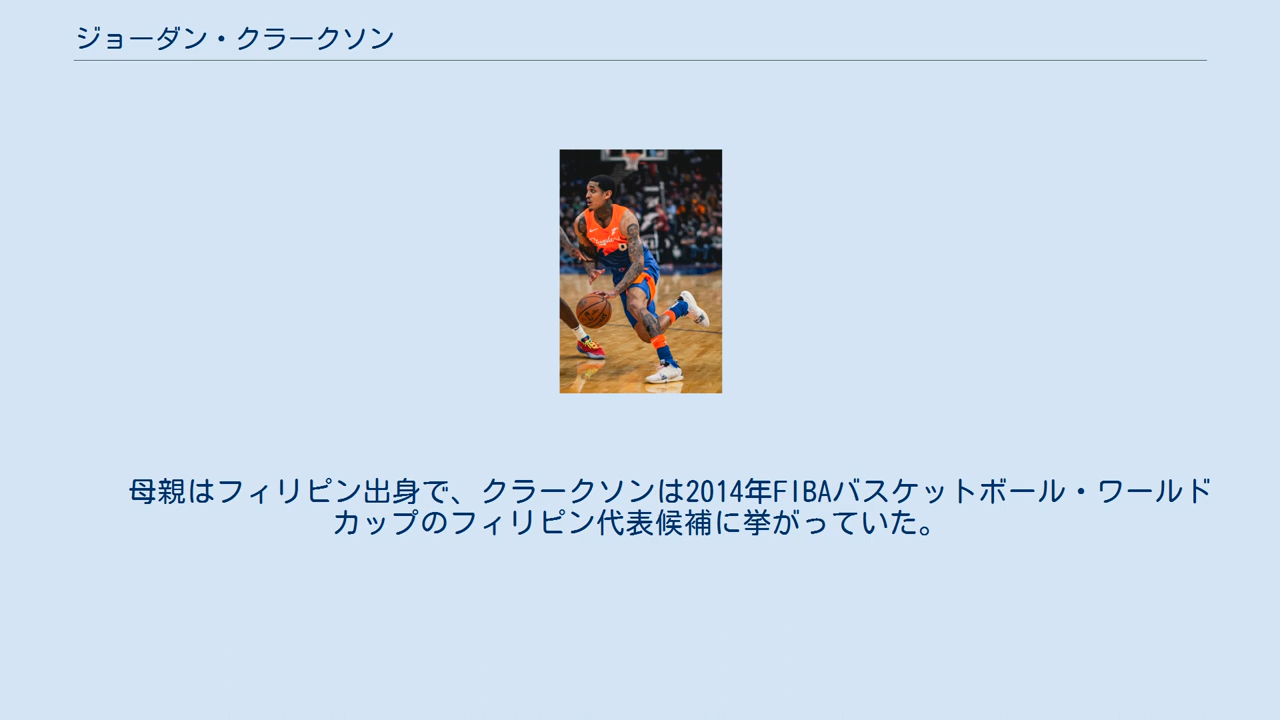 ジョーダン・クラークソン
母親はフィリピン出身で、クラークソンは2014年FIBAバスケットボール・ワールド
カップのフィリピン代表候補に挙がっていた。